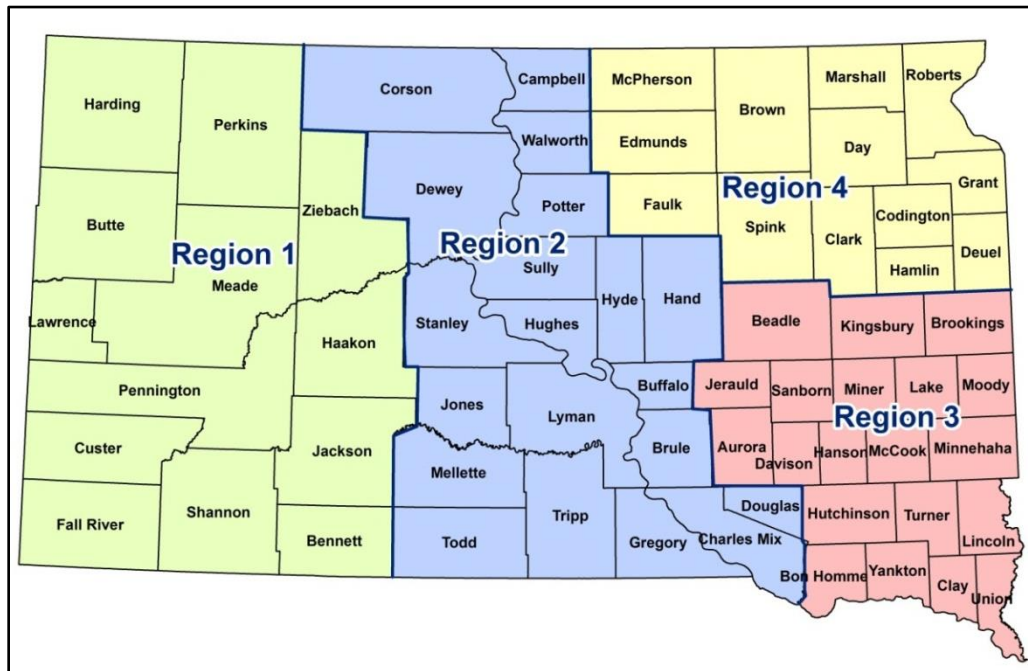 Harding
Perkins
Corson
Campbell
McPherson
Brown
Marshall
Roberts
Walworth
Edmunds
Day
Dewey
Grant
Ziebach
Potter
Faulk
Region 4
Codington
Butte
Spink
Clark
Region 1
Region 2
Deuel
Sully
Hamlin
Meade
Hyde
Hand
Lawrence
Stanley
Hughes
Beadle
Kingsbury
Brookings
Haakon
Pennington
Buffalo
Jerauld
Sanborn
Miner
Lake
Moody
Jones
Lyman
Region 3
Custer
Jackson
Brule
Aurora
Davison
Hanson
McCook
Minnehaha
Mellette
Douglas
Hutchinson
Turner
Shannon
Tripp
Fall River
Bennett
Todd
Gregory
Charles Mix
Lincoln
Bon Homme
Yankton
Clay
Union